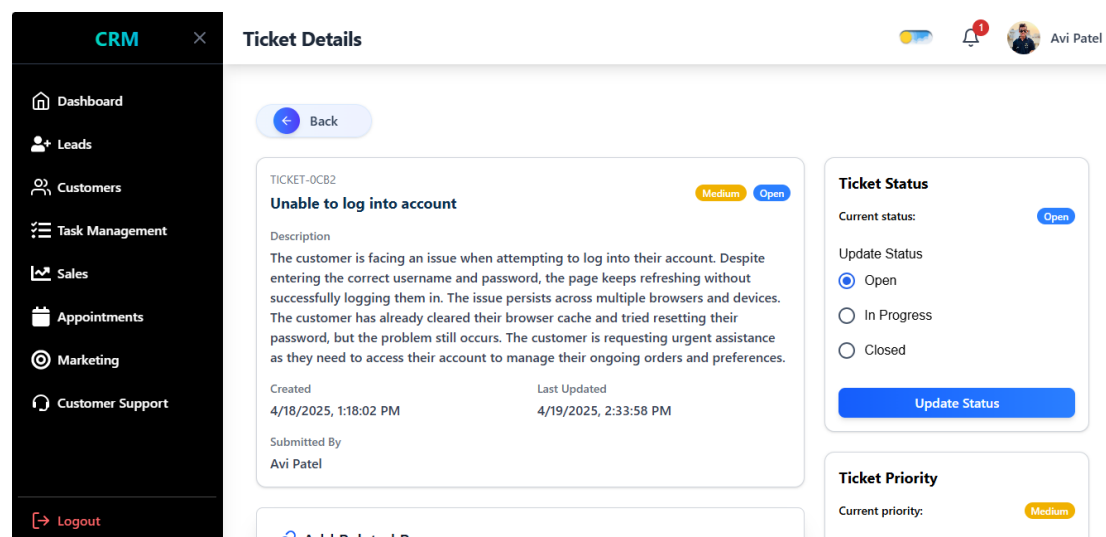 CRM
Ticket Details
1
Avi Patel
Dashboard
Leads
Customers
Task Management
Sales
Appointments
Marketing
Customer Support
Logout
Back
TICKET-0CB2
Unable to log into account
Medium
Open
Description
The customer is facing an issue when attempting to log into their account. Despite
entering the correct username and password, the page keeps refreshing without
successfully logging them in. The issue persists across multiple browsers and devices.
The customer has already cleared their browser cache and tried resetting their
password, but the problem still occurs. The customer is requesting urgent assistance
as they need to access their account to manage their ongoing orders and preferences.
Created
Last Updated
4/18/2025, 1:18:02 PM
4/19/2025, 2:33:58 PM
Submitted By
Avi Patel
Ticket Status
Current status:
Open
Update Status
Open
In Progress
Closed
Update Status
Ticket Priority
Current priority:
Medium